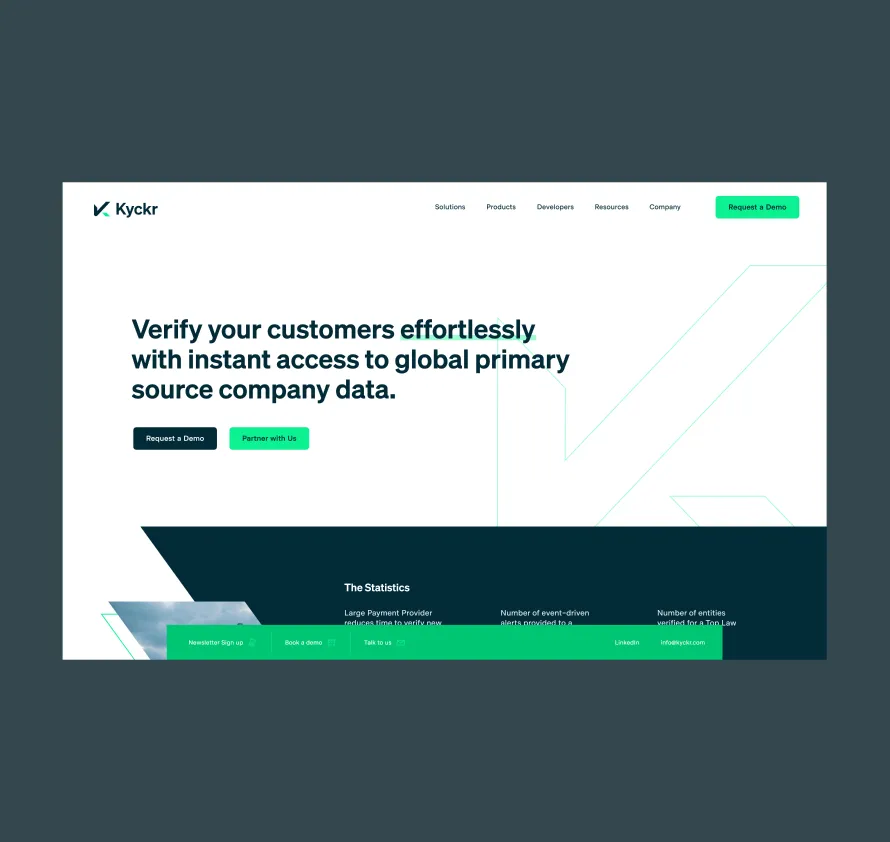 Kyckr
Solutions
Products
Developers
Resources
Company
Request a Demo
Verify your customers effortlessly
with instant access to global primary
source company data.
Request a Demo
Partner with Us
The Statistics
Large Payment Provider
reduces time to verify new
Number of event-driven
alerts provided to a
Number of entities
verified for a Top Law
Newsletter Sign up
Book a demo
Talk to us
Linkedin
info@kyckr.com